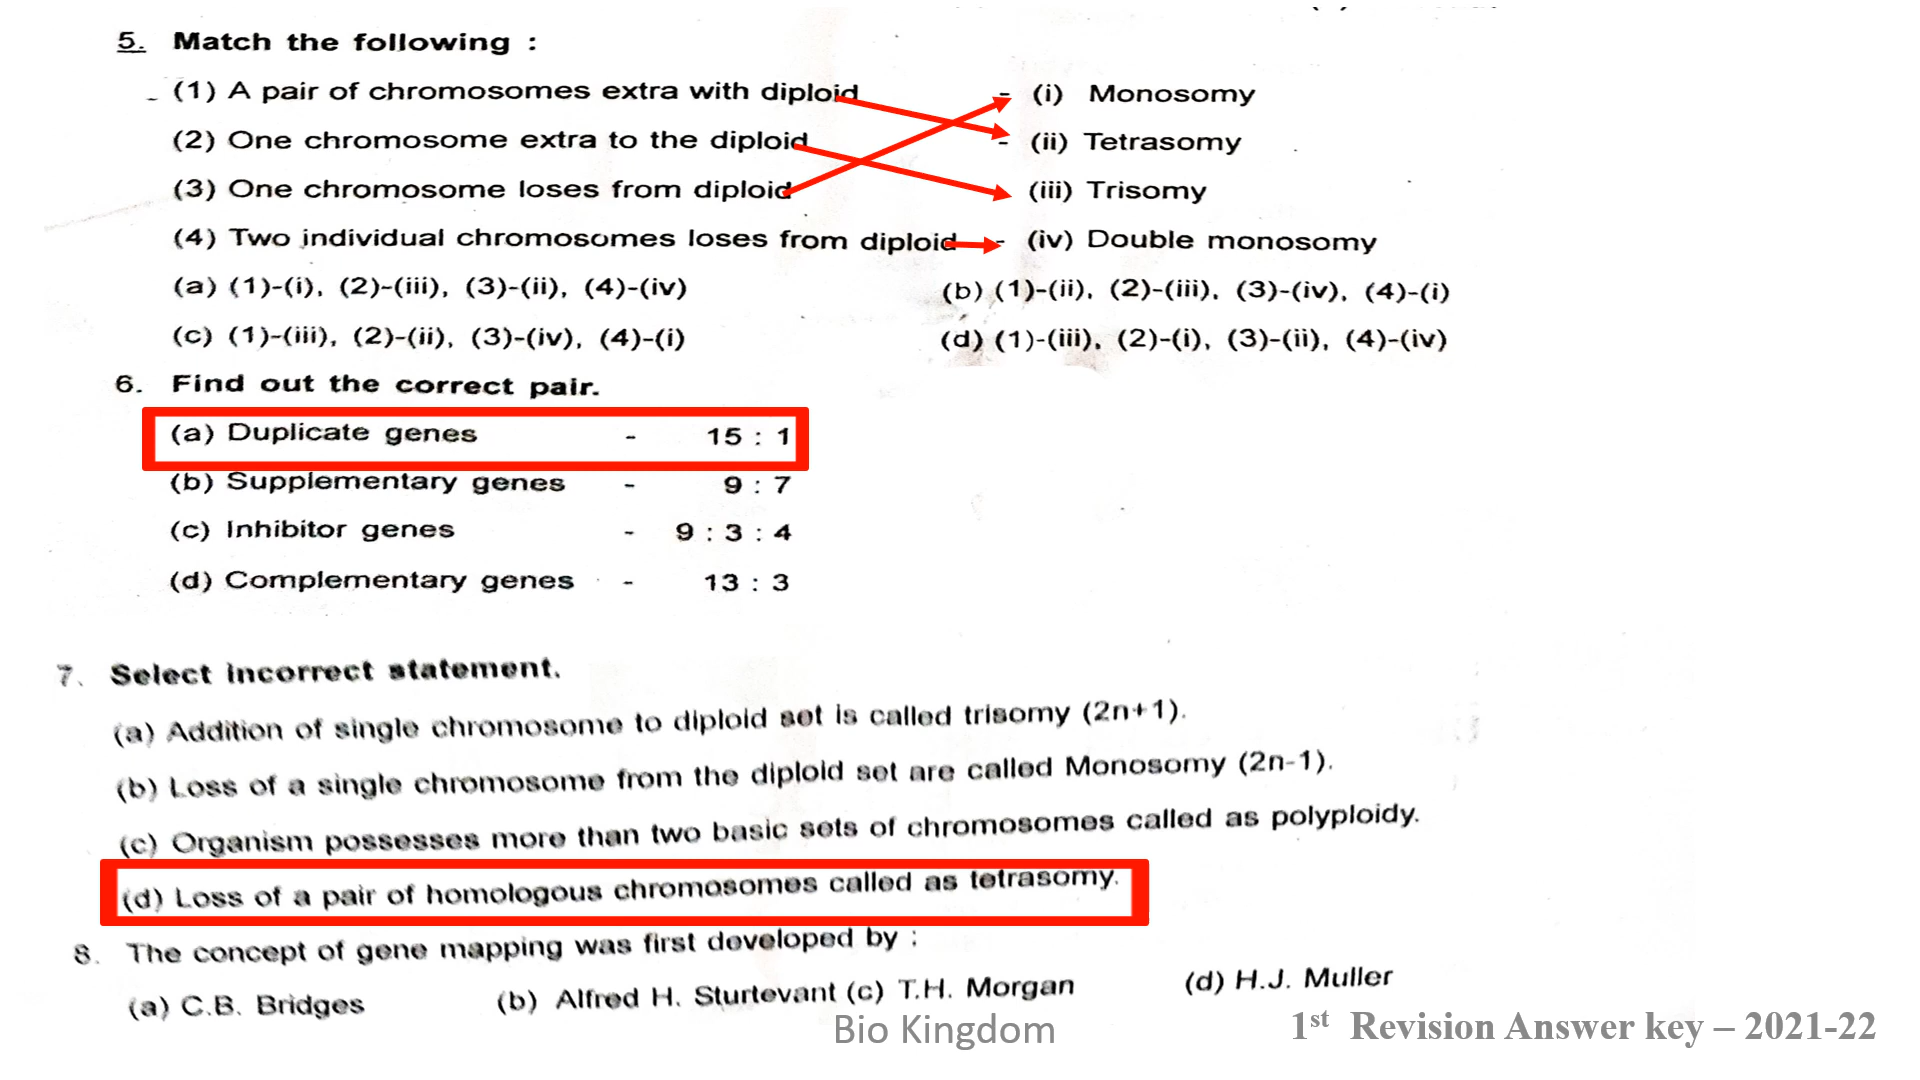 5. Match the following :
(1) A pair of chromosomes extra with diploid - (i) Monosomy
(2) One chromosome extra to the diploid - (ii) Tetrasomy
(3) One chromosome loses from diploid (iii) Trisomy
(4) Two individual chromosomes loses from diploid - (iv) Double monosomy
(a) (1)-(i), (2)-(iii), (3)-(ii), (4)-(iv) (b) (1)-(ii), (2)-(iii), (3)-(iv), (4)-(i)
(c) (1)-(iii), (2)-(ii), (3)-(iv), (4)-(i) (d) (1)-(iii), (2)-(i), (3)-(ii), (4)-(iv)
6. Find out the correct pair.
(a) Duplicate genes - 15 : 1
(b) Supplementary genes - 9 : 7
(c) Inhibitor genes - 9 : 3 : 4
(d) Complementary genes - 13 : 3
7. Select incorrect statement.
(a) Addition of single chromosome to diploid set is called trisomy (2n+1).
(b) Loss of a single chromosome from the diploid set are called Monosomy (2n-1).
(c) Organism possesses more than two basic sets of chromosomes called as polyploidy.
(d) Loss of a pair of homologous chromosomes called as tetrasomy.
8. The concept of gene mapping was first developed by :
(a) C.B. Bridges (b) Alfred H. Sturtevant (c) T.H. Morgan (d) H.J. Muller
Bio Kingdom
1st Revision Answer key – 2021-22